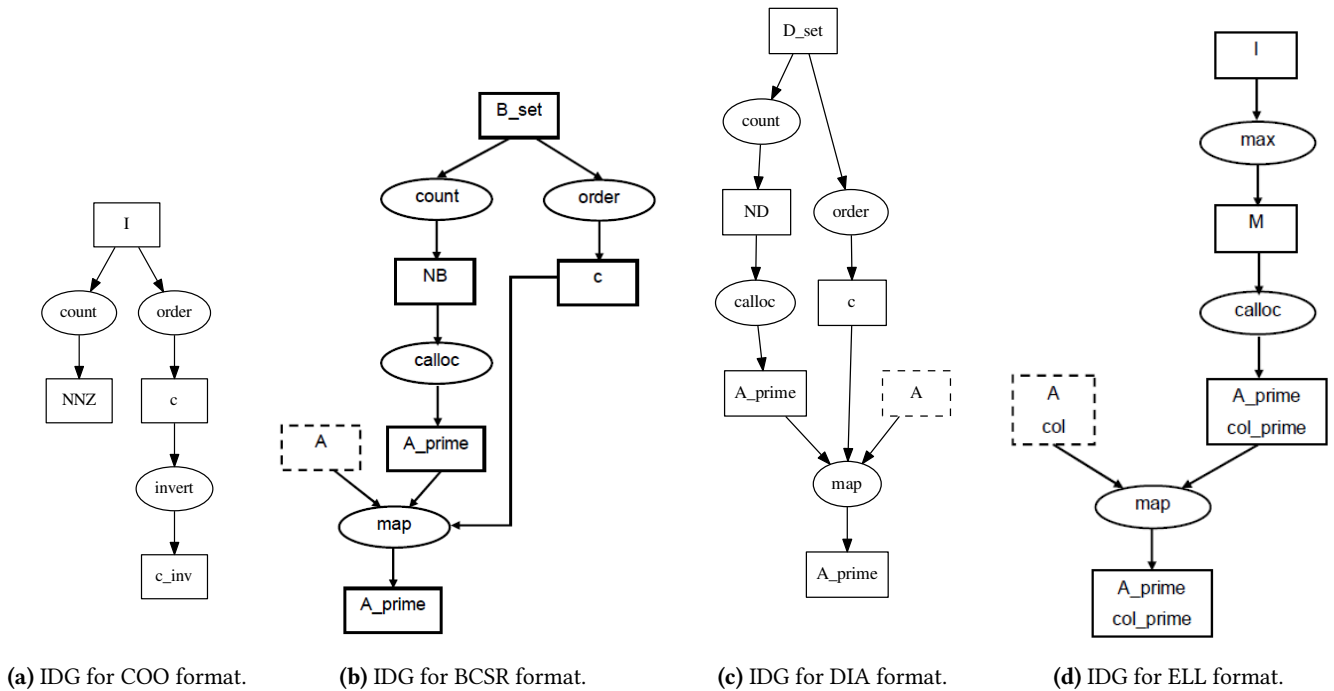 I
count
order
NNZ
c
invert
c_inv
(a) IDG for COO format.
B_set
count
order
NB
c
calloc
A
A_prime
map
A_prime
(b) IDG for BCSR format.
D_set
count
ND
order
calloc
c
A_prime
A
map
A_prime
(c) IDG for DIA format.
I
max
M
calloc
A
col
A_prime
col_prime
map
A_prime
col_prime
(d) IDG for ELL format.